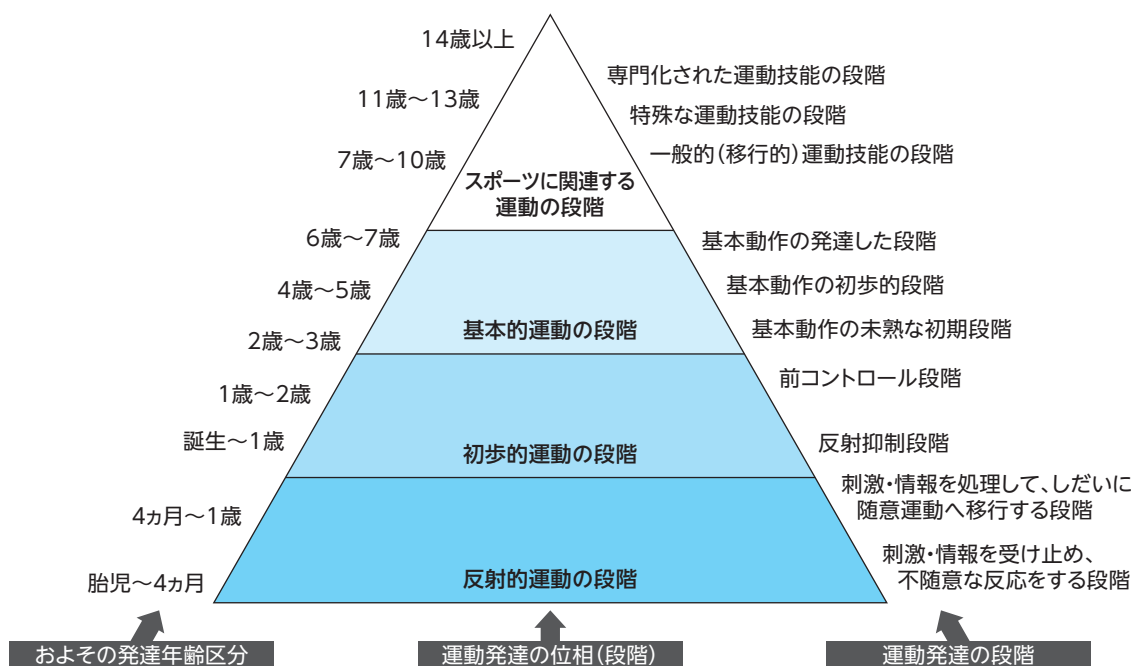 14歳以上
専門化された運動技能の段階
11歳～13歳
特殊な運動技能の段階
7歳～10歳
一般的（移行的）運動技能の段階
スポーツに関連する
運動の段階
6歳～7歳
基本動作の発達した段階
4歳～5歳
基本動作の初歩的段階
基本的運動の段階
基本動作の未熟な初期段階
2歳～3歳
前コントロール段階
1歳～2歳
誕生～1歳
反射抑制段階
初歩的運動の段階
刺激・情報を処理して、しだいに
随意運動へ移行する段階
4ヵ月～1歳
刺激・情報を受け止め、
不随意な反応をする段階
反射的運動の段階
胎児～4ヵ月
およその発達年齢区分
運動発達の位相（段階）
運動発達の段階